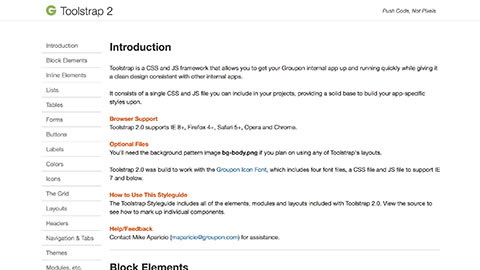 G Toolstrap 2
Push Code, Not Pixels
Introduction
Block Elements
Inline Elements
Lists
Tables
Forms
Buttons
Labels
Colors
Icons
The Grid
Layouts
Headers
Navigation & Tabs
Themes
Modules, etc.
Introduction
Toolstrap is a CSS and JS framework that allows you to get your Groupon internal app up and running quickly while giving it
a clean design consistent with other internal apps.
It consists of a single CSS and JS file you can include in your projects, providing a solid base to build your app-specific
styles upon.
Browser Support
Toolstrap 2.0 supports IE 8+, Firefox 4+, Safari 5+, Opera and Chrome.
Optional Files
You'll need the background pattern image bg-body.png if you plan on using any of Toolstrap's layouts.
Toolstrap 2.0 was build to work with the Groupon Icon Font, which includes four font files, a CSS file and JS file to support IE
7 and below.
How to Use This Styleguide
The Toolstrap Styleguide includes all of the elements, modules and layouts included with Toolstrap 2.0. View the source to
see how to mark up individual components.
Help/Feedback
Contact Mike Aparicio (maparicio@groupon.com) for assistance.
Block Elements